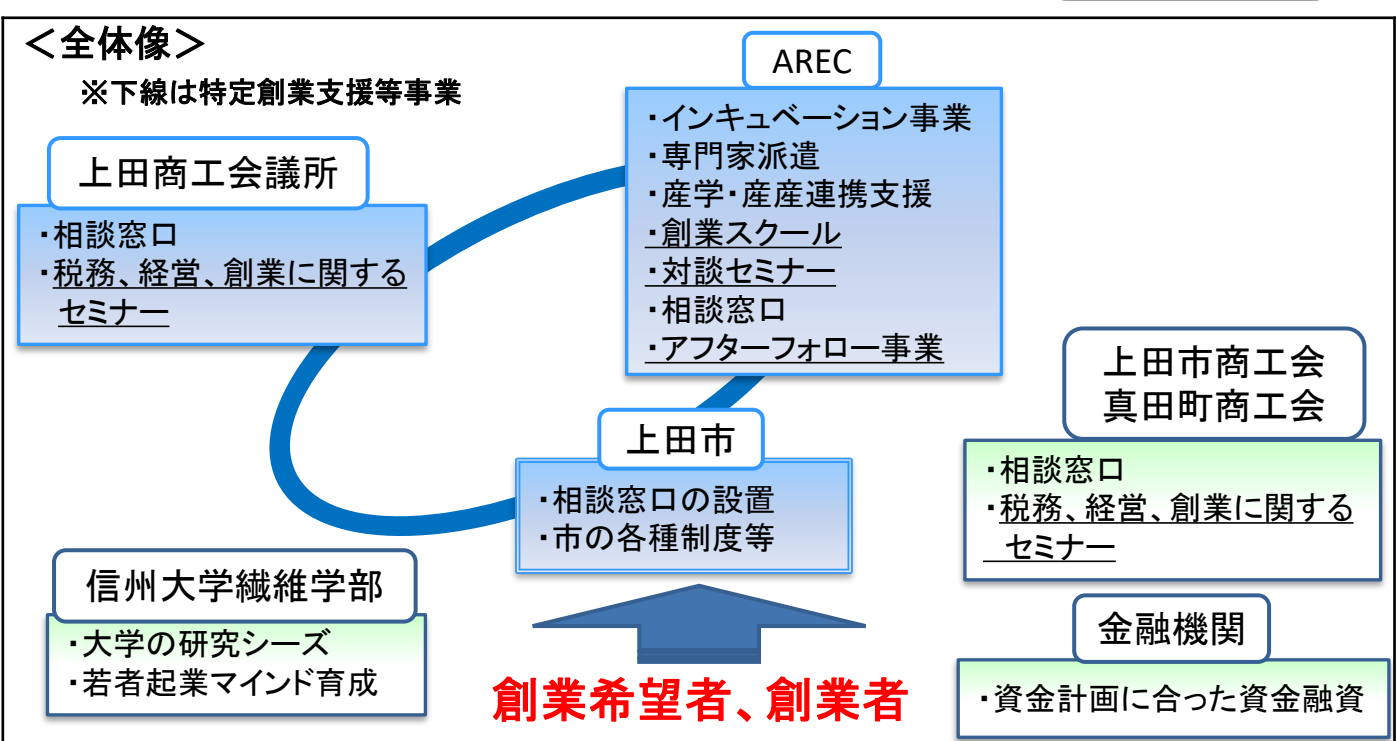 ＜全体像＞
※下線は特定創業支援等事業
AREC
・インキュベーション事業
・専門家派遣
・産学・産産連携支援
・創業スクール
・対談セミナー
・相談窓口
・アフターフォロー事業
上田商工会議所
・相談窓口
・税務、経営、創業に関する
セミナー
上田市
・相談窓口の設置
・市の各種制度等
上田市商工会
真田町商工会
・相談窓口
・税務、経営、創業に関する
セミナー
信州大学繊維学部
・大学の研究シーズ
・若者起業マインド育成
創業希望者、創業者
金融機関
・資金計画に合った資金融資